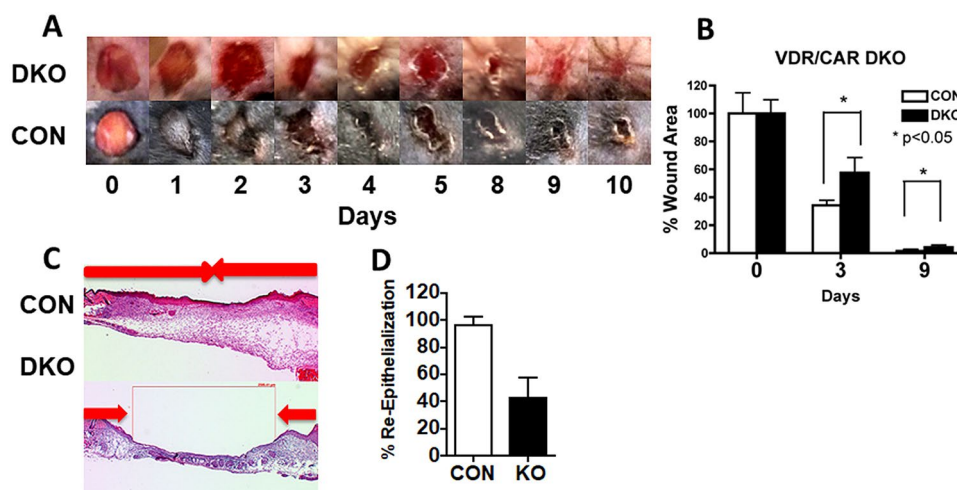 A
DKO
CON
0 1 2 3 4 5 8 9 10
Days
B
VDR/CAR DKO
CON
DKO
* p<0.05
% Wound Area
120
100
80
60
40
20
0
*
*
0 3 9
Days
C
CON
DKO
D
% Re-Epithelialization
120
100
80
60
40
20
0
CON KO